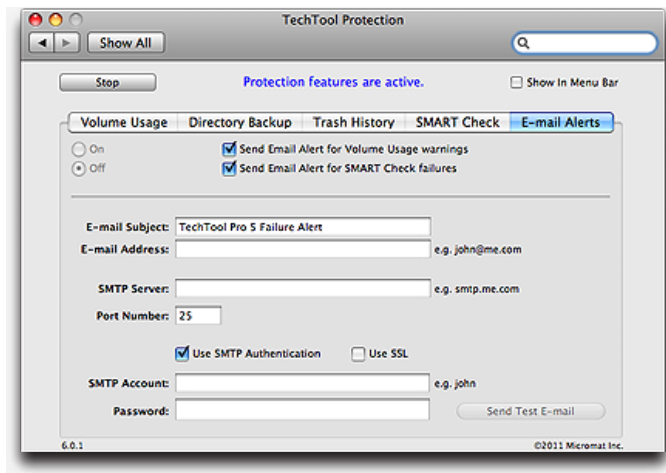 TechTool Protection
Show All
Stop Protection features are active. Show In Menu Bar
Volume Usage Directory Backup Trash History SMART Check E-mail Alerts
On Send Email Alert for Volume Usage warnings
Off Send Email Alert for SMART Check failures
E-mail Subject: TechTool Pro 5 Failure Alert
E-mail Address: e.g. john@me.com
SMTP Server: e.g. smtp.me.com
Port Number: 25
Use SMTP Authentication Use SSL
SMTP Account: e.g. john
Password: Send Test E-mail
6.0.1 ©2011 Micromat Inc.